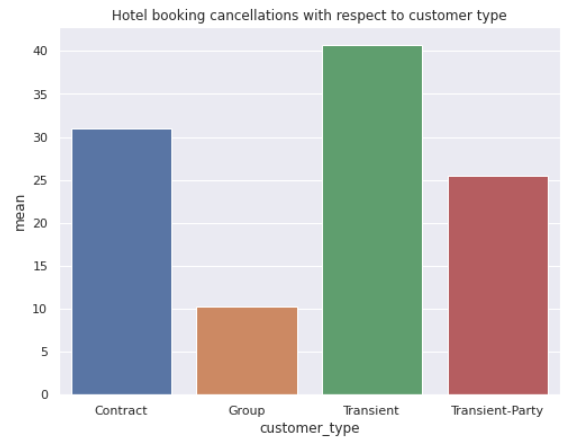 Hotel booking cancellations with respect to customer type
40
35
30
25
20
15
10
5
0
mean
Contract Group Transient Transient-Party
customer_type